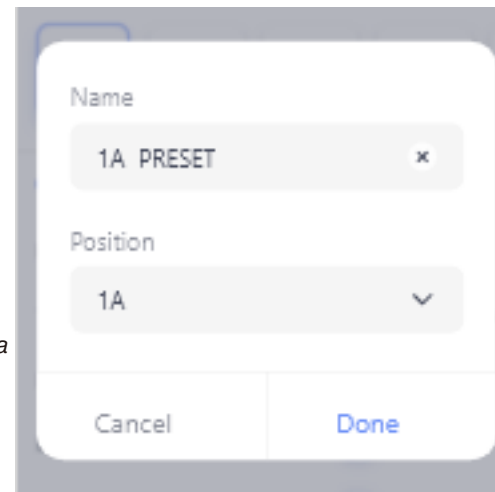 Name
1A PRESET
Position
1A
a
Cancel
Done